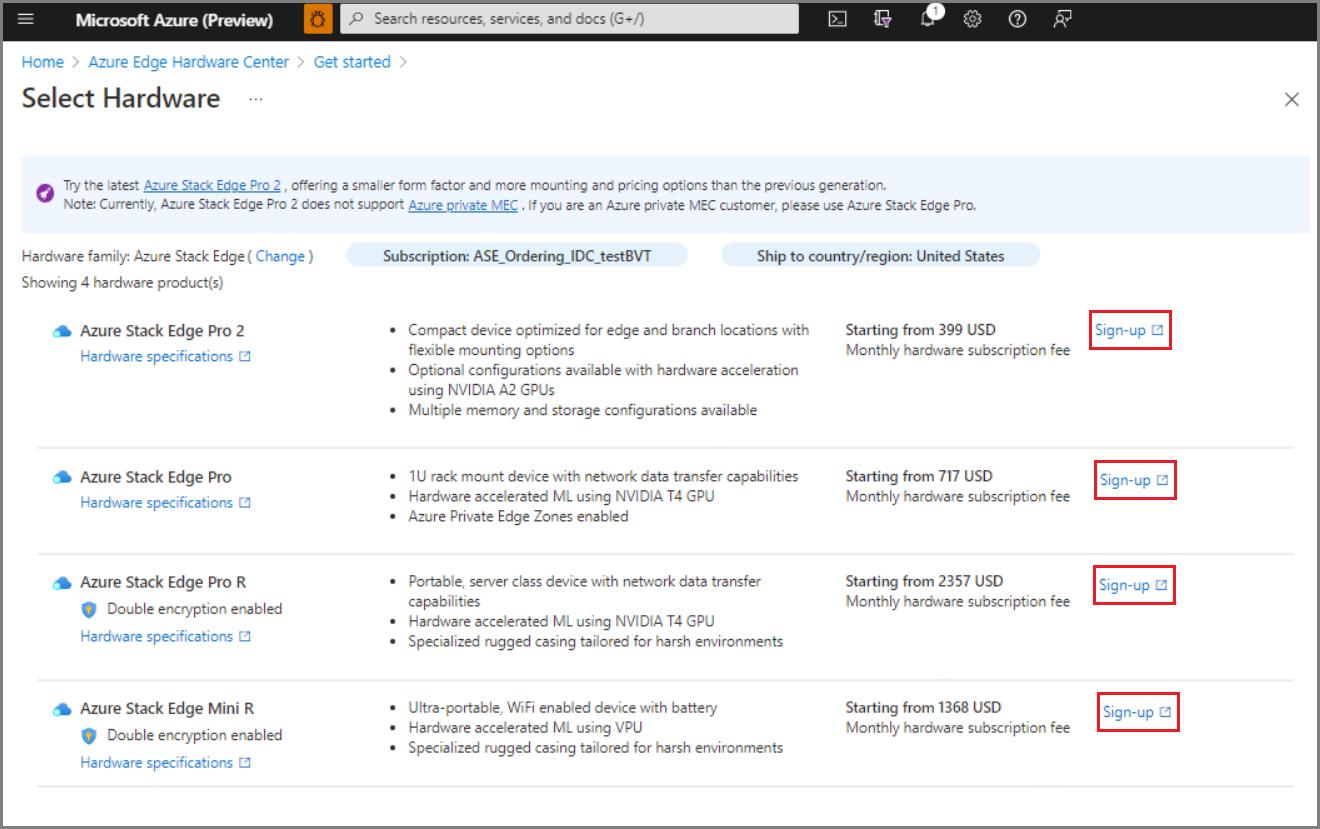 Microsoft Azure (Preview)
Search resources, services, and docs (G+/)
1
Home > Azure Edge Hardware Center > Get started >
Select Hardware ...
Try the latest Azure Stack Edge Pro 2 , offering a smaller form factor and more mounting and pricing options than the previous generation.
Note: Currently, Azure Stack Edge Pro 2 does not support Azure private MEC . If you are an Azure private MEC customer, please use Azure Stack Edge Pro.
Hardware family: Azure Stack Edge ( Change )
Subscription: ASE_Ordering_IDC_testBVT
Ship to country/region: United States
Showing 4 hardware product(s)
Azure Stack Edge Pro 2
Hardware specifications
• Compact device optimized for edge and branch locations with
flexible mounting options
• Optional configurations available with hardware acceleration
using NVIDIA A2 GPUs
• Multiple memory and storage configurations available
Starting from 399 USD
Monthly hardware subscription fee
Sign-up
Azure Stack Edge Pro
Hardware specifications
• 1U rack mount device with network data transfer capabilities
• Hardware accelerated ML using NVIDIA T4 GPU
• Azure Private Edge Zones enabled
Starting from 717 USD
Monthly hardware subscription fee
Sign-up
Azure Stack Edge Pro R
Double encryption enabled
Hardware specifications
• Portable, server class device with network data transfer
capabilities
• Hardware accelerated ML using NVIDIA T4 GPU
• Specialized rugged casing tailored for harsh environments
Starting from 2357 USD
Monthly hardware subscription fee
Sign-up
Azure Stack Edge Mini R
Double encryption enabled
Hardware specifications
• Ultra-portable, WiFi enabled device with battery
• Hardware accelerated ML using VPU
• Specialized rugged casing tailored for harsh environments
Starting from 1368 USD
Monthly hardware subscription fee
Sign-up